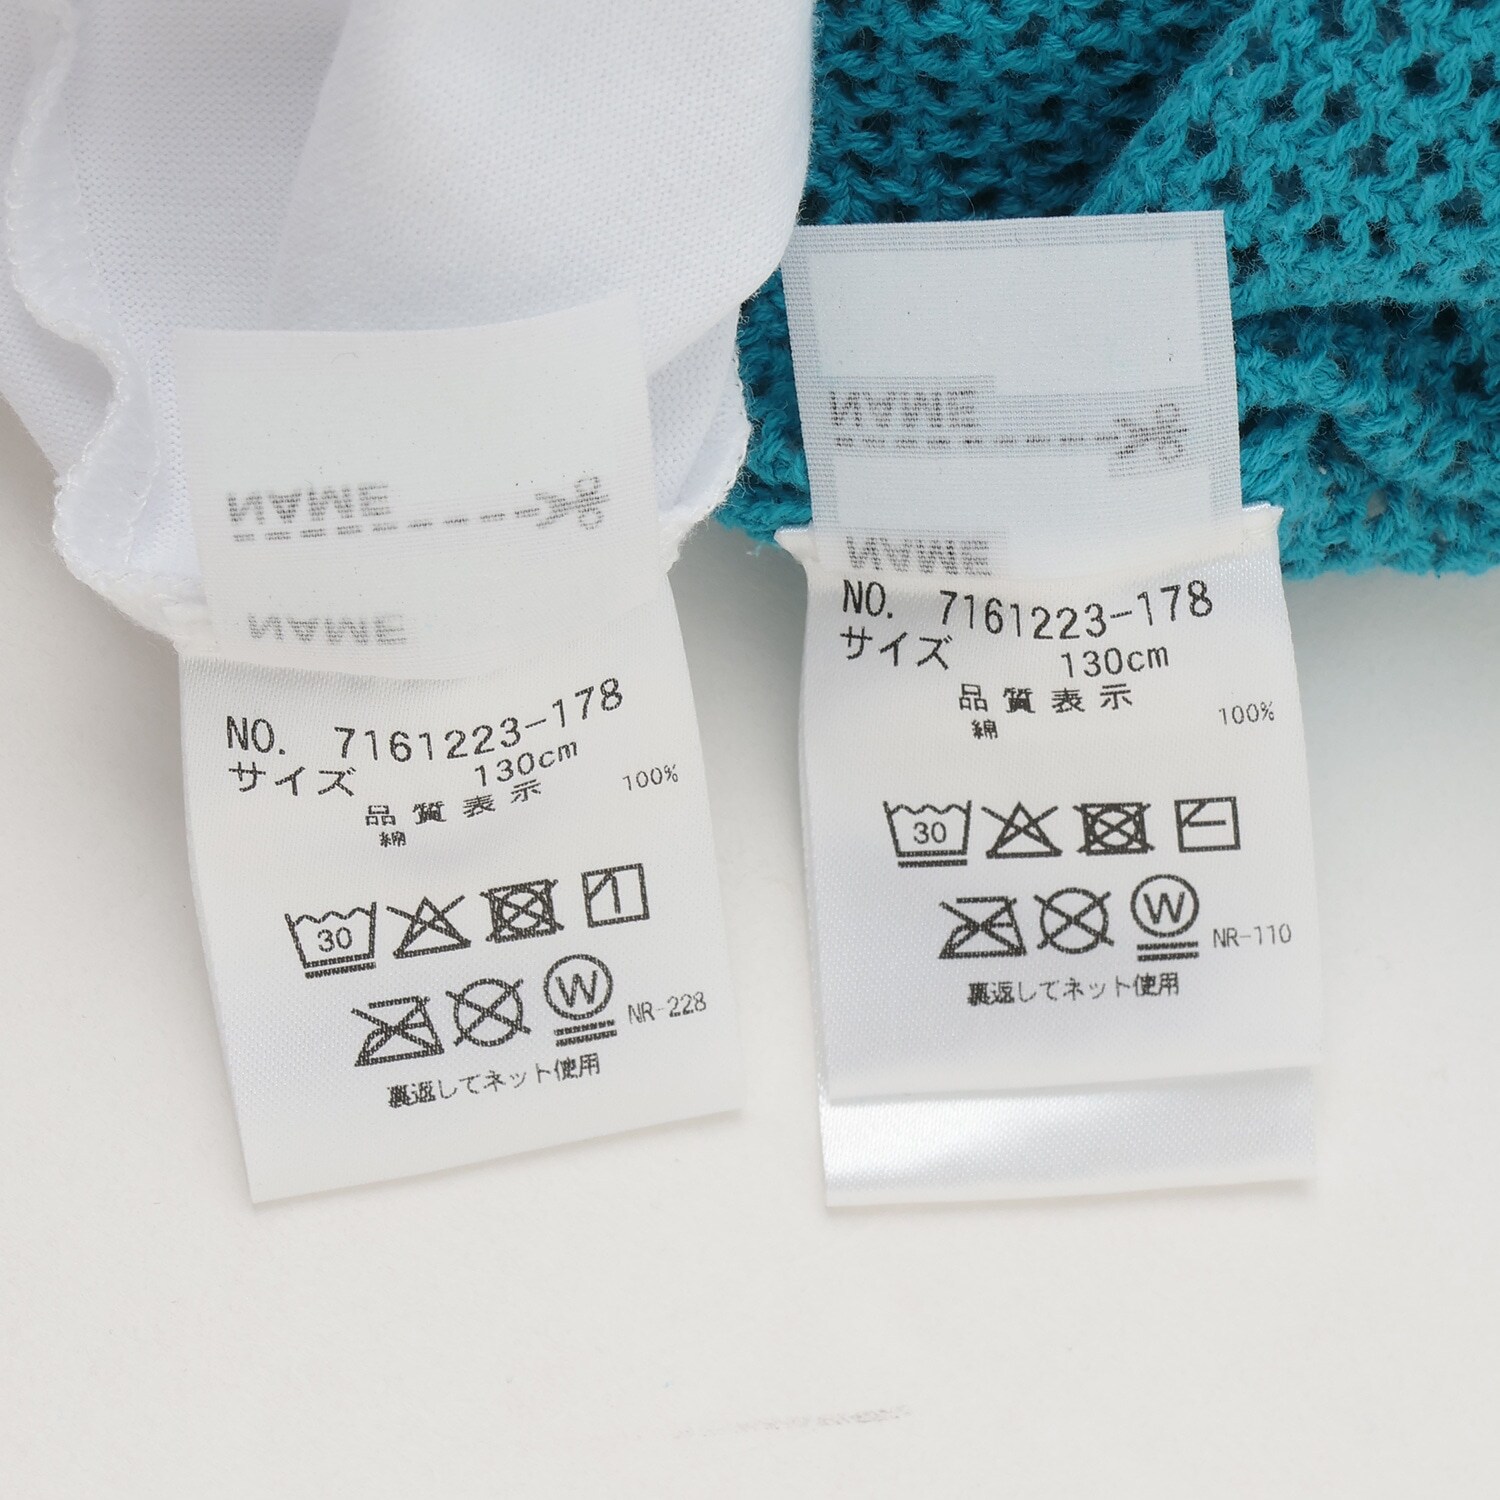 NAME
NAME
NO. 7161223-178
サイズ 130cm
品質表示
綿 100%
30
W NR-228
裏返してネット使用
NAME
NAME
NO. 7161223-178
サイズ 130cm
品質表示
綿 100%
30
W NR-110
裏返してネット使用